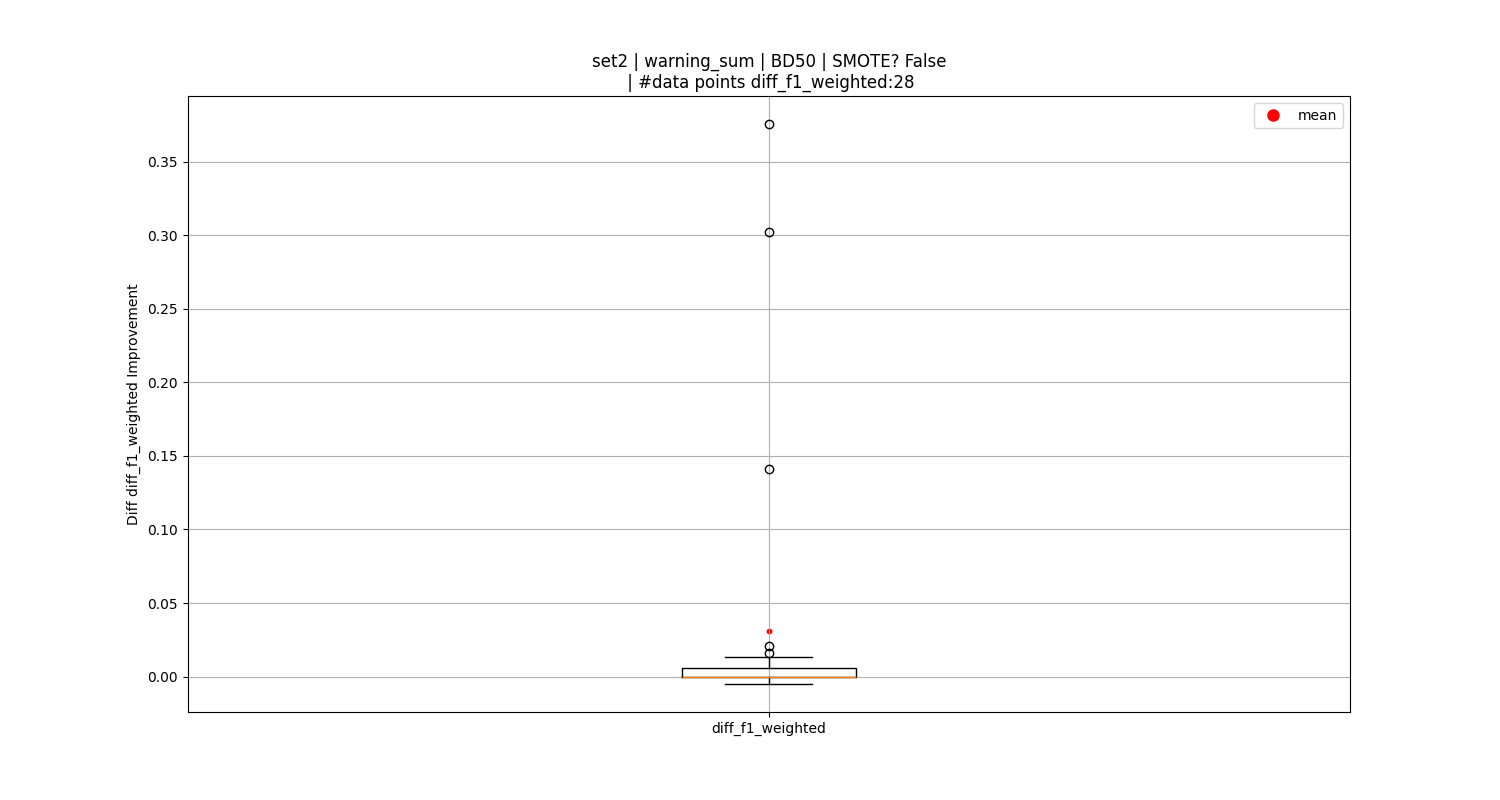 set2 | warning_sum | BD50 | SMOTE? False
| #data points diff_f1_weighted:28
mean
0.35
0.30
0.25
0.20
0.15
0.10
0.05
0.00
Diff diff_f1_weighted Improvement
diff_f1_weighted